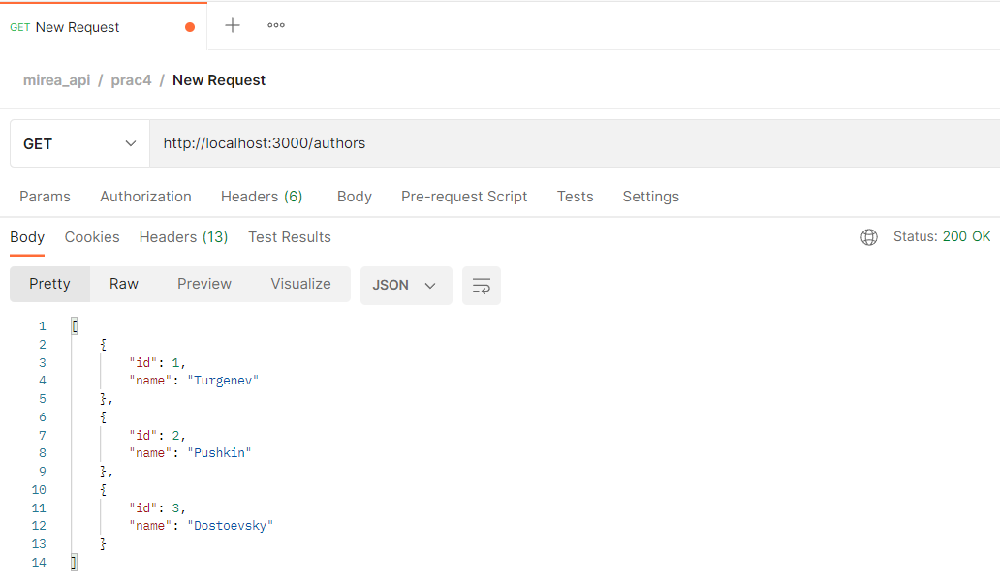 GET New Request
mirea_api / prac4 / New Request
GET http://localhost:3000/authors
Params Authorization Headers (6) Body Pre-request Script Tests Settings
Body Cookies Headers (13) Test Results Status: 200 OK
Pretty Raw Preview Visualize JSON
1 [
2 {
3 "id": 1,
4 "name": "Turgenev"
5 },
6 {
7 "id": 2,
8 "name": "Pushkin"
9 },
10 {
11 "id": 3,
12 "name": "Dostoevsky"
13 }
14 ]